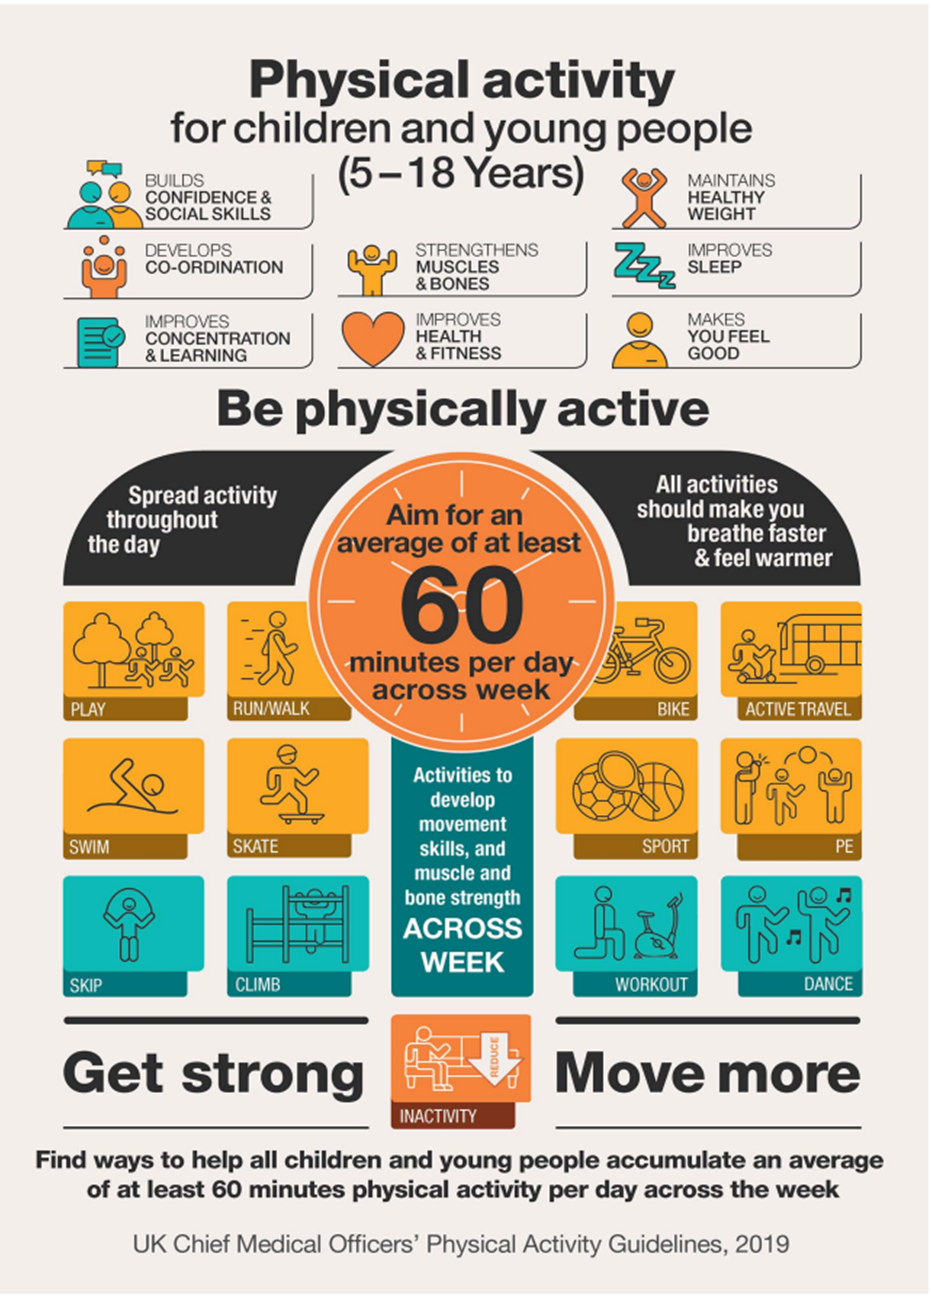 Physical activity
for children and young people
(5–18 Years)
BUILDS
CONFIDENCE &
SOCIAL SKILLS
DEVELOPS
CO-ORDINATION
IMPROVES
CONCENTRATION
& LEARNING
STRENGTHENS
MUSCLES
& BONES
IMPROVES
HEALTH
& FITNESS
MAINTAINS
HEALTHY
WEIGHT
IMPROVES
SLEEP
MAKES
YOU FEEL
GOOD
Be physically active
Spread activity
throughout
the day
Aim for an
average of at least
60
minutes per day
across week
All activities
should make you
breathe faster
& feel warmer
PLAY
RUN/WALK
BIKE
ACTIVE TRAVEL
SWIM
SKATE
SPORT
PE
Activities to
develop
movement
skills, and
muscle and
bone strength
ACROSS
WEEK
SKIP
CLIMB
WORKOUT
DANCE
Get strong
REDUCE
INACTIVITY
Move more
Find ways to help all children and young people accumulate an average
of at least 60 minutes physical activity per day across the week
UK Chief Medical Officers' Physical Activity Guidelines, 2019